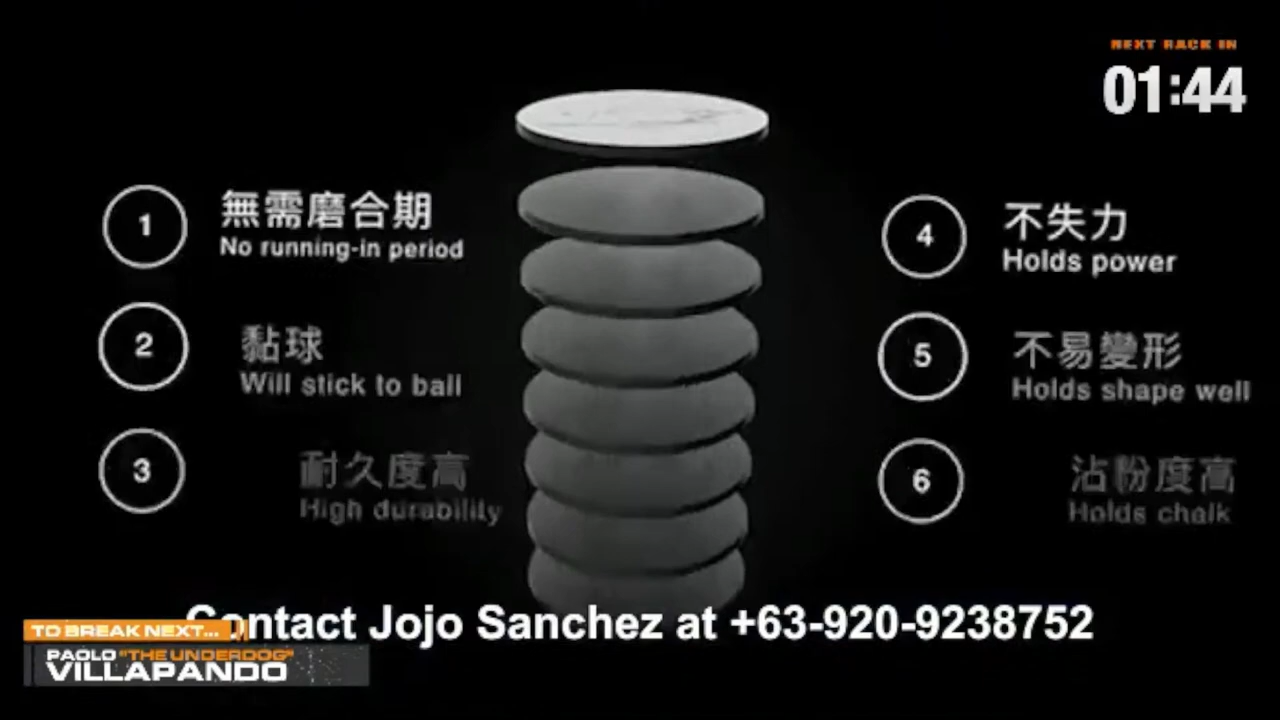 NEXT RACK IN
01:44
1
無需磨合期
No running-in period
2
黏球
Will stick to ball
3
耐久度高
High durability
4
不失力
Holds power
5
不易變形
Holds shape well
6
沾粉度高
Holds chalk
Contact Jojo Sanchez at +63-920-9238752
TO BREAK NEXT...
PAOLO "THE UNDERDOG"
VILLAPANDO